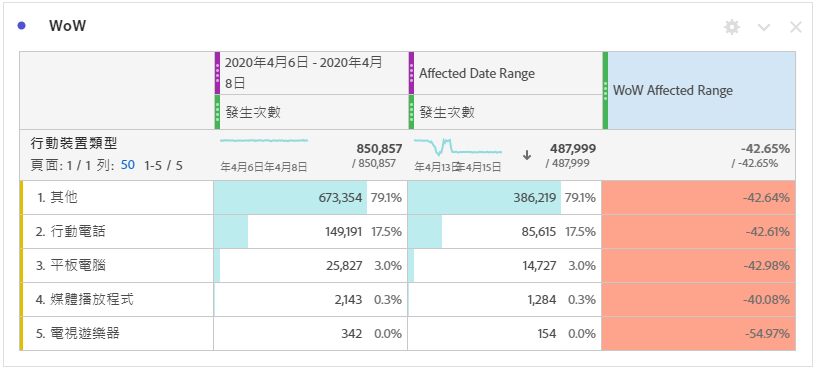 WoW
2020年4月6日 - 2020年4月
8日
Affected Date Range
WoW Affected Range
發生次數
發生次數
行動裝置類型
頁面: 1 / 1 列: 50 1-5 / 5
年4月6日 年4月8日
850,857
/ 850,857
年4月13日 年4月15日
487,999
/ 487,999
-42.65%
/ -42.65%
1. 其他 673,354 79.1% 386,219 79.1% -42.64%
2. 行動電話 149,191 17.5% 85,615 17.5% -42.61%
3. 平板電腦 25,827 3.0% 14,727 3.0% -42.98%
4. 媒體播放程式 2,143 0.3% 1,284 0.3% -40.08%
5. 電視遊樂器 342 0.0% 154 0.0% -54.97%